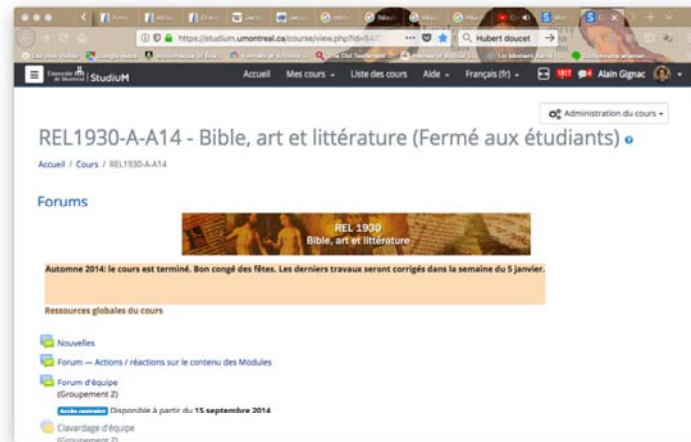 https://studium.umontreal.ca/course/view.php?id=
Hubert doucet
Université de Montréal StudiUM
Accueil Mes cours Liste des cours Aide Français (fr) 1817 4 Alain Gignac
Administration du cours
REL1930-A-A14 - Bible, art et littérature (Fermé aux étudiants)
Accueil / Cours / REL1930-A-A14
Forums
REL 1930
Bible, art et littérature
Automne 2014: le cours est terminé. Bon congé des fêtes. Les derniers travaux seront corrigés dans la semaine du 5 janvier.
Ressources globales du cours
Nouvelles
Forum — Actions / réactions sur le contenu des Modules
Forum d'équipe
(Groupement Z)
Accès restreint Disponible à partir du 15 septembre 2014
Clavardage d'équipe
(Groupement Z)